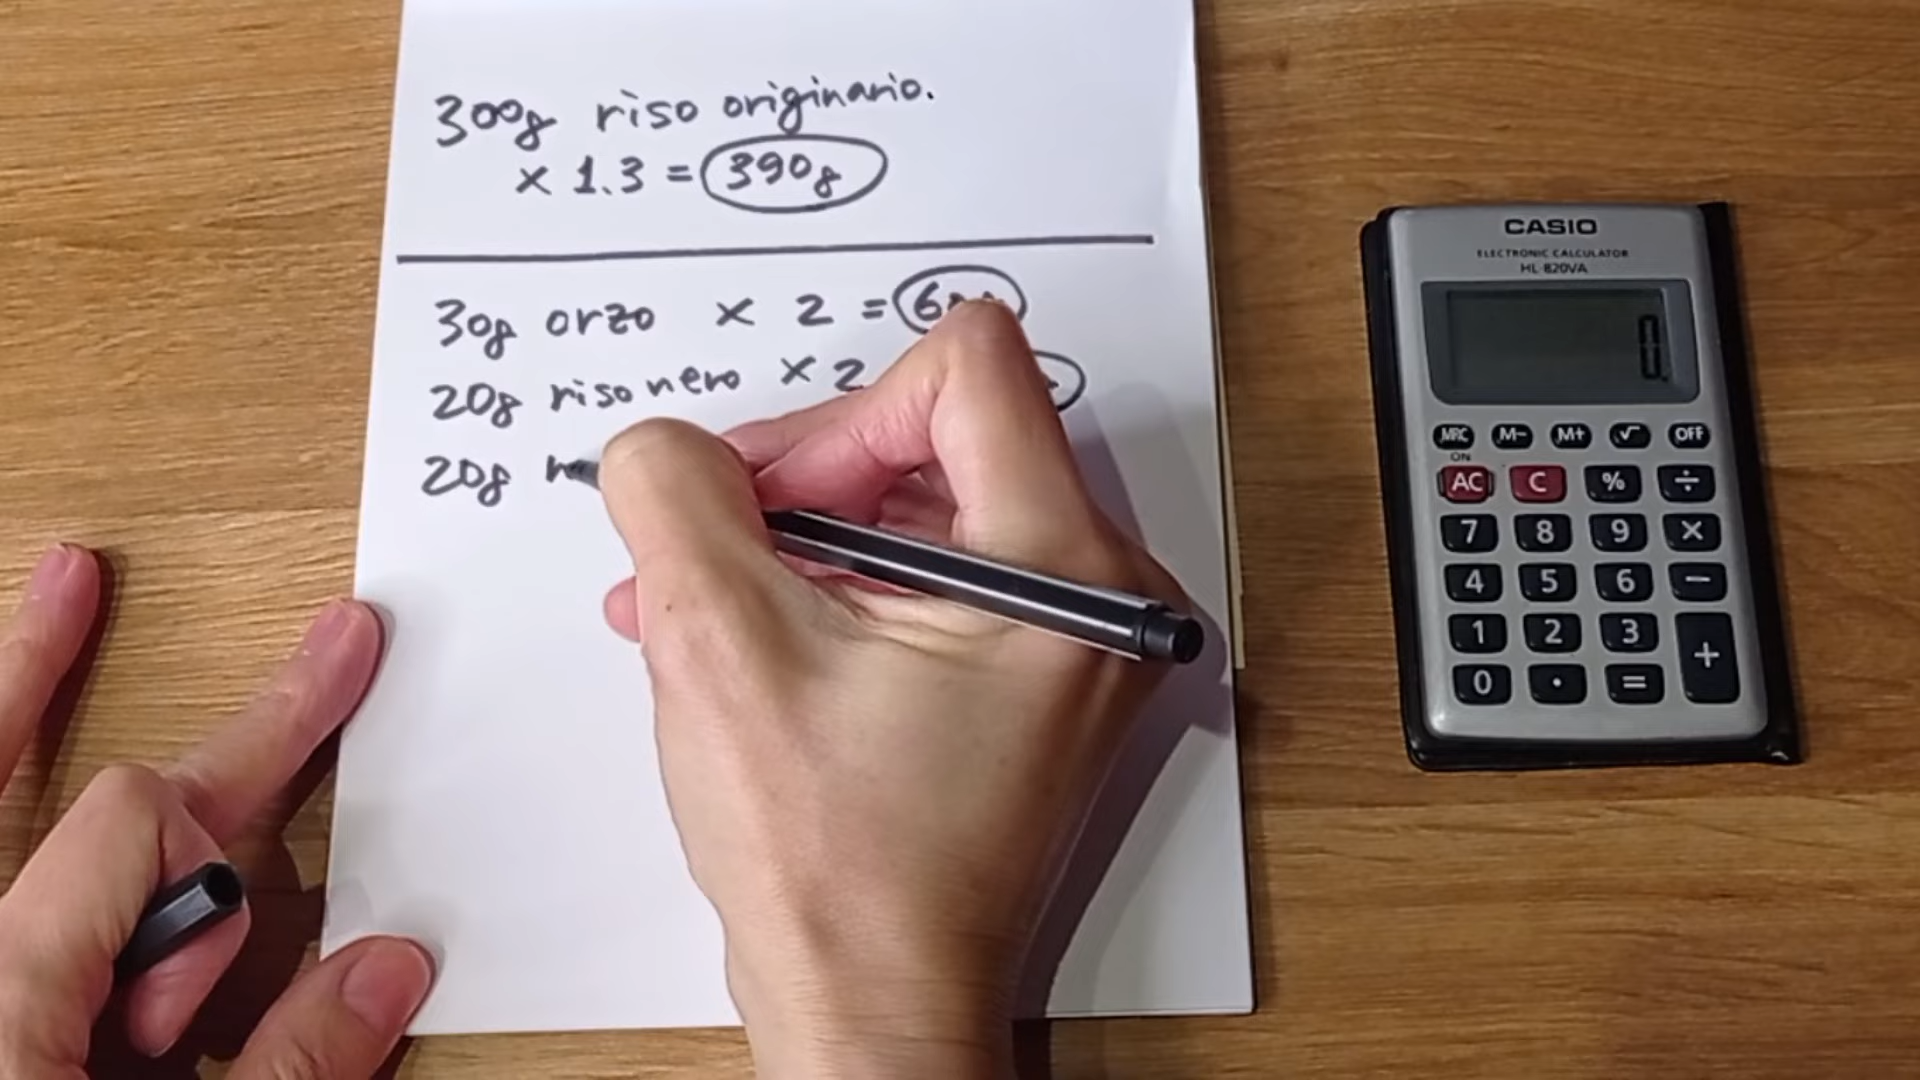 300g riso originario.
× 1.3 = 390g
30g orzo × 2 =
20g riso nero × 2
20g
CASIO
ELECTRONIC CALCULATOR
HL-820VA
0.
MRC M- M+ √ OFF
ON
AC C % ÷
7 8 9 ×
4 5 6 −
1 2 3 +
0 · =